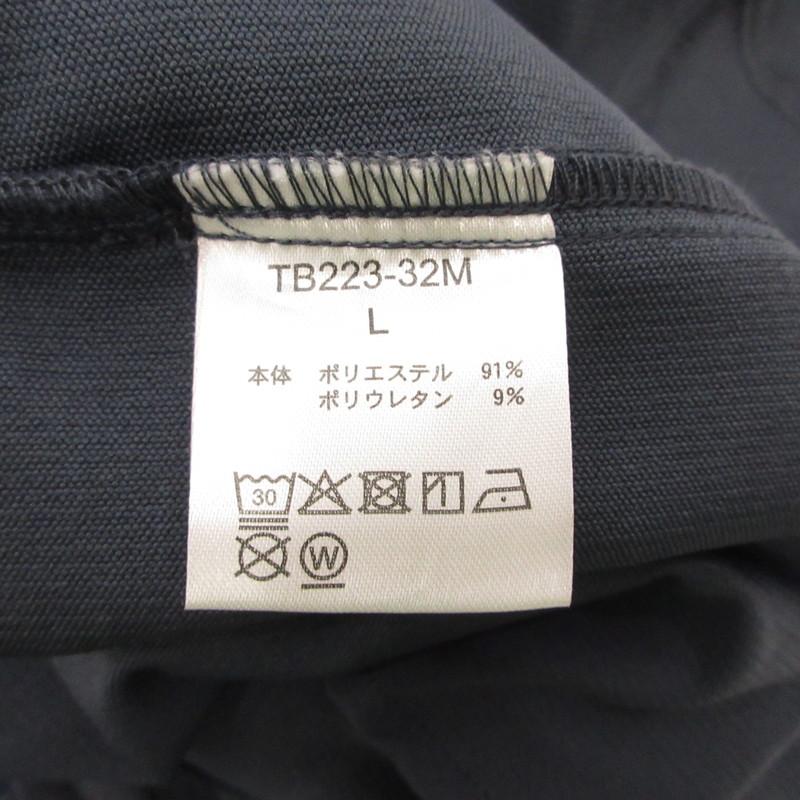 TB223-32M
L
本体 ポリエステル 91%
ポリウレタン 9%
30
W